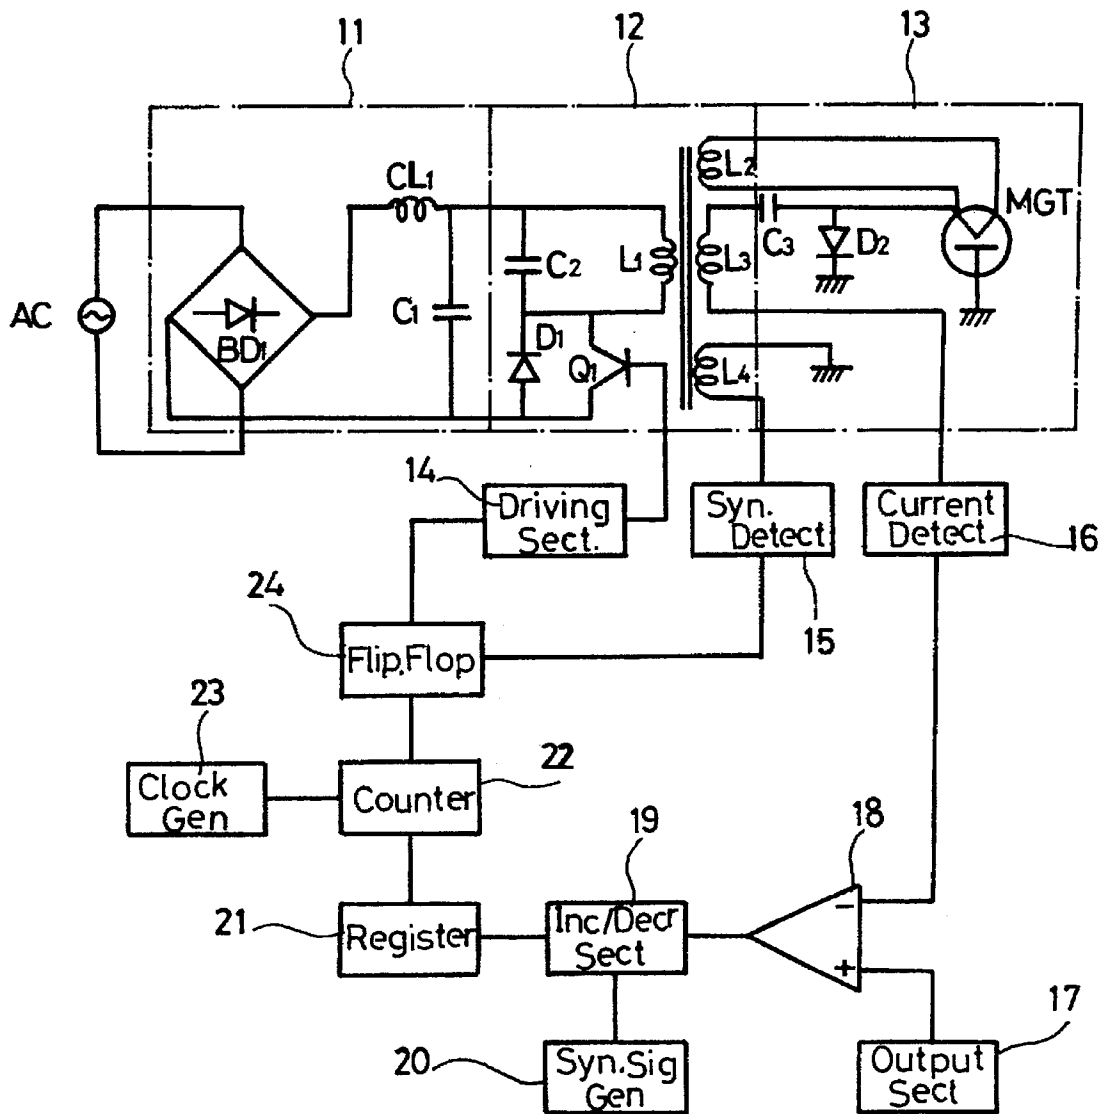 11
12
13
CL1
L2
MGT
C3
D2
AC
BD1
C1
C2
L1
L3
D1
Q1
L4
14
Driving
Sect.
Syn.
Detect
Current
Detect
16
15
24
Flip.Flop
23
Clock
Gen
22
Counter
19
18
21
Register
Inc/Decr
Sect
−
+
17
20
Syn.Sig
Gen
Output
Sect